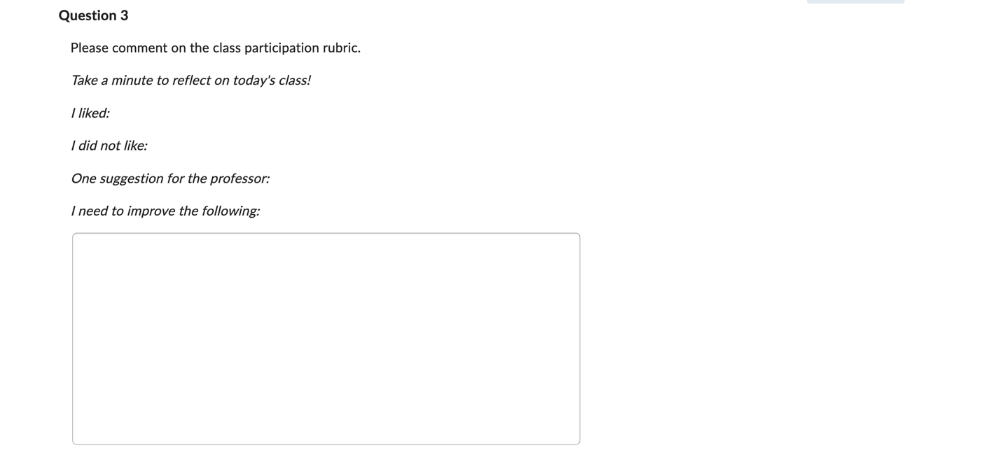 Question 3
Please comment on the class participation rubric.
Take a minute to reflect on today's class!
I liked:
I did not like:
One suggestion for the professor:
I need to improve the following: